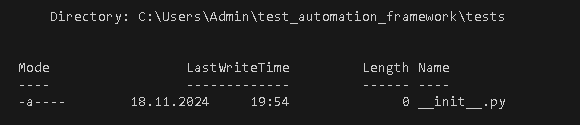 Directory: C:\Users\Admin\test_automation_framework\tests
Mode LastWriteTime Length Name
---- ------------- ------ ----
-a---- 18.11.2024 19:54 0 __init__.py